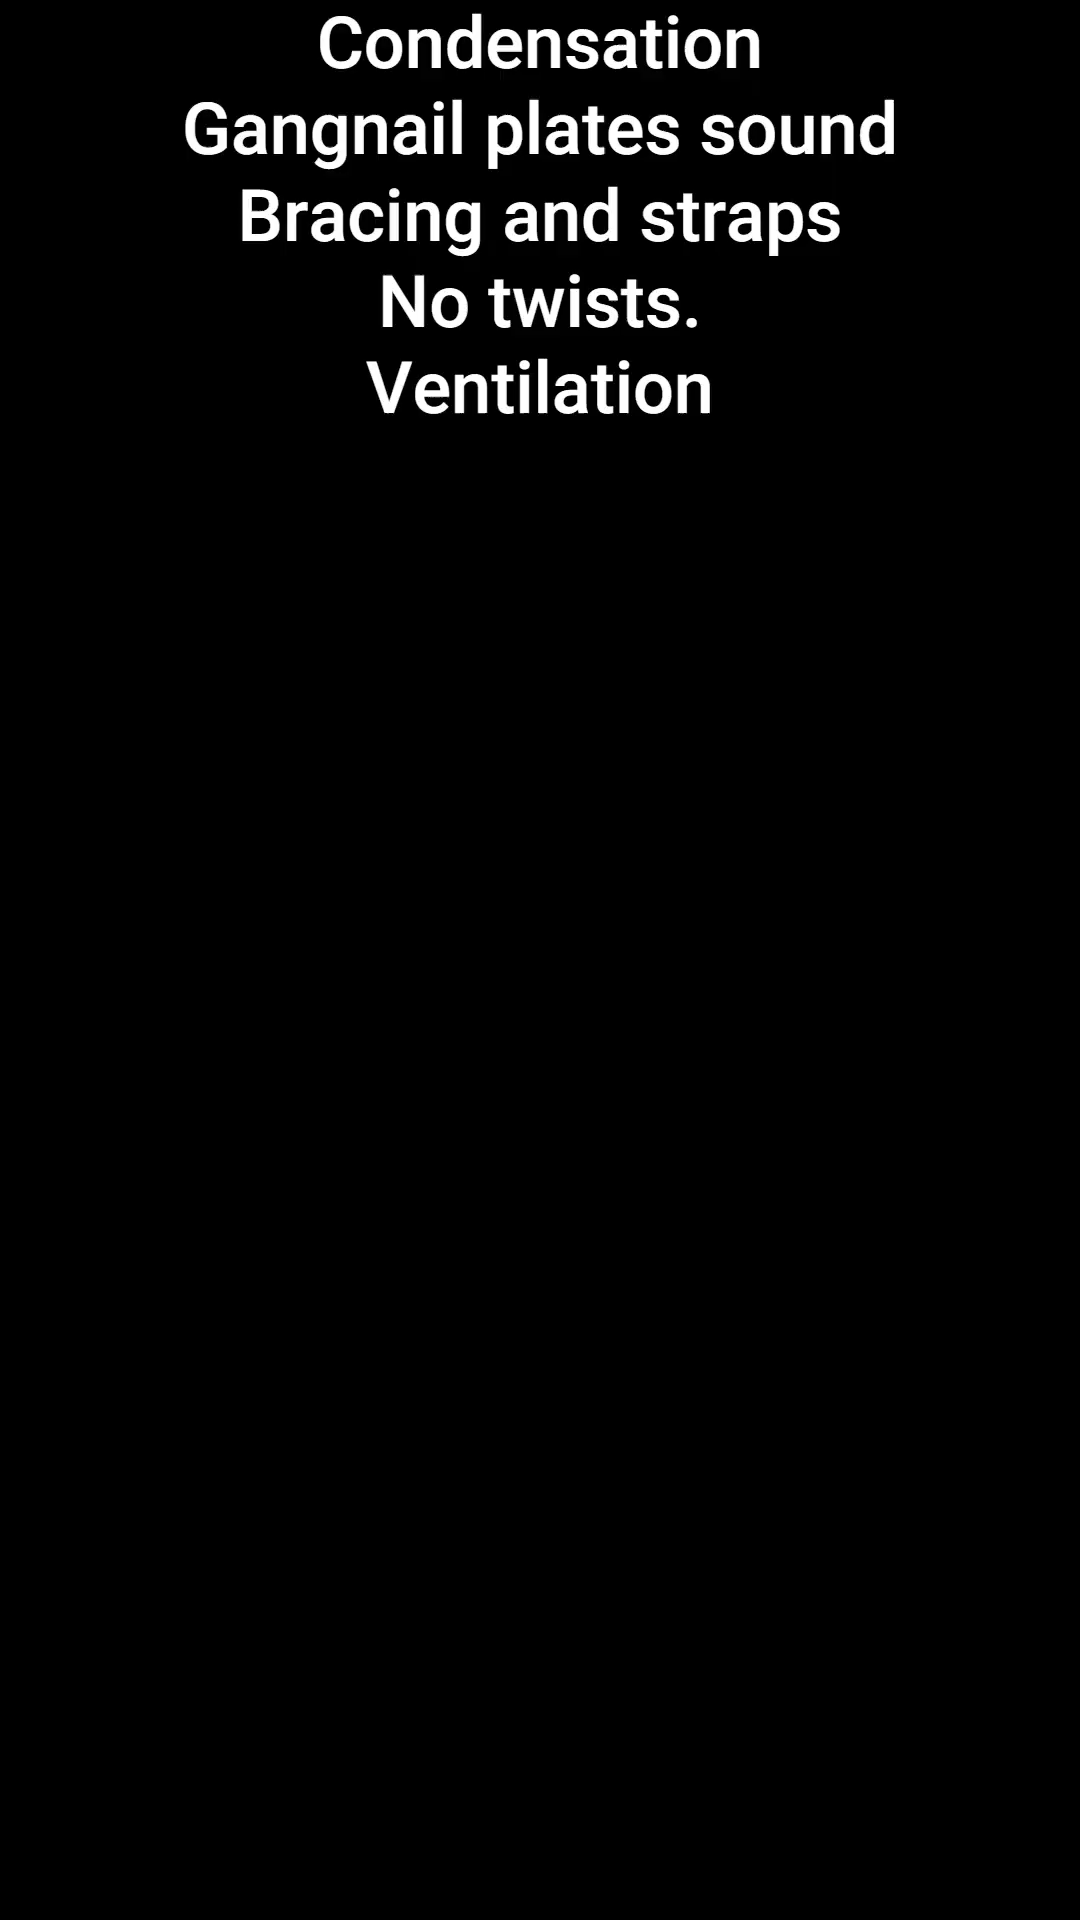 Condensation
Gangnail plates sound
Bracing and straps
No twists.
Ventilation